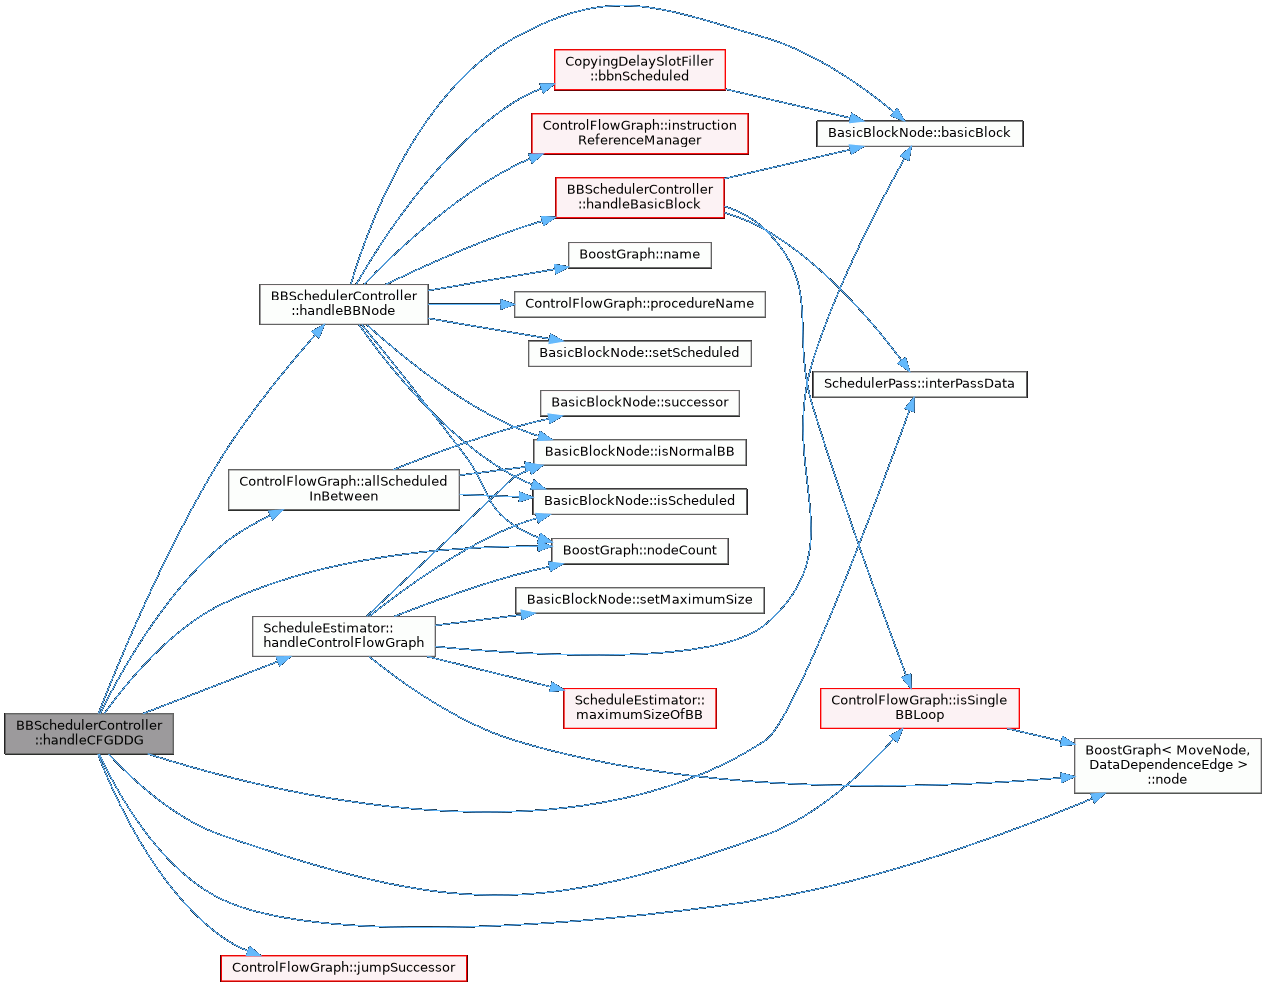 CopyingDelaySlotFiller
::bbnScheduled
ControlFlowGraph::instruction
ReferenceManager
BasicBlockNode::basicBlock
BBSchedulerController
::handleBasicBlock
BoostGraph::name
BBSchedulerController
::handleBBNode
ControlFlowGraph::procedureName
BasicBlockNode::setScheduled
SchedulerPass::interPassData
BasicBlockNode::successor
BasicBlockNode::isNormalBB
ControlFlowGraph::allScheduled
InBetween
BasicBlockNode::isScheduled
BoostGraph::nodeCount
BasicBlockNode::setMaximumSize
ScheduleEstimator::
handleControlFlowGraph
ScheduleEstimator::
maximumSizeOfBB
ControlFlowGraph::isSingle
BBLoop
BBSchedulerController
::handleCFGDDG
BoostGraph< MoveNode,
DataDependenceEdge >
::node
ControlFlowGraph::jumpSuccessor